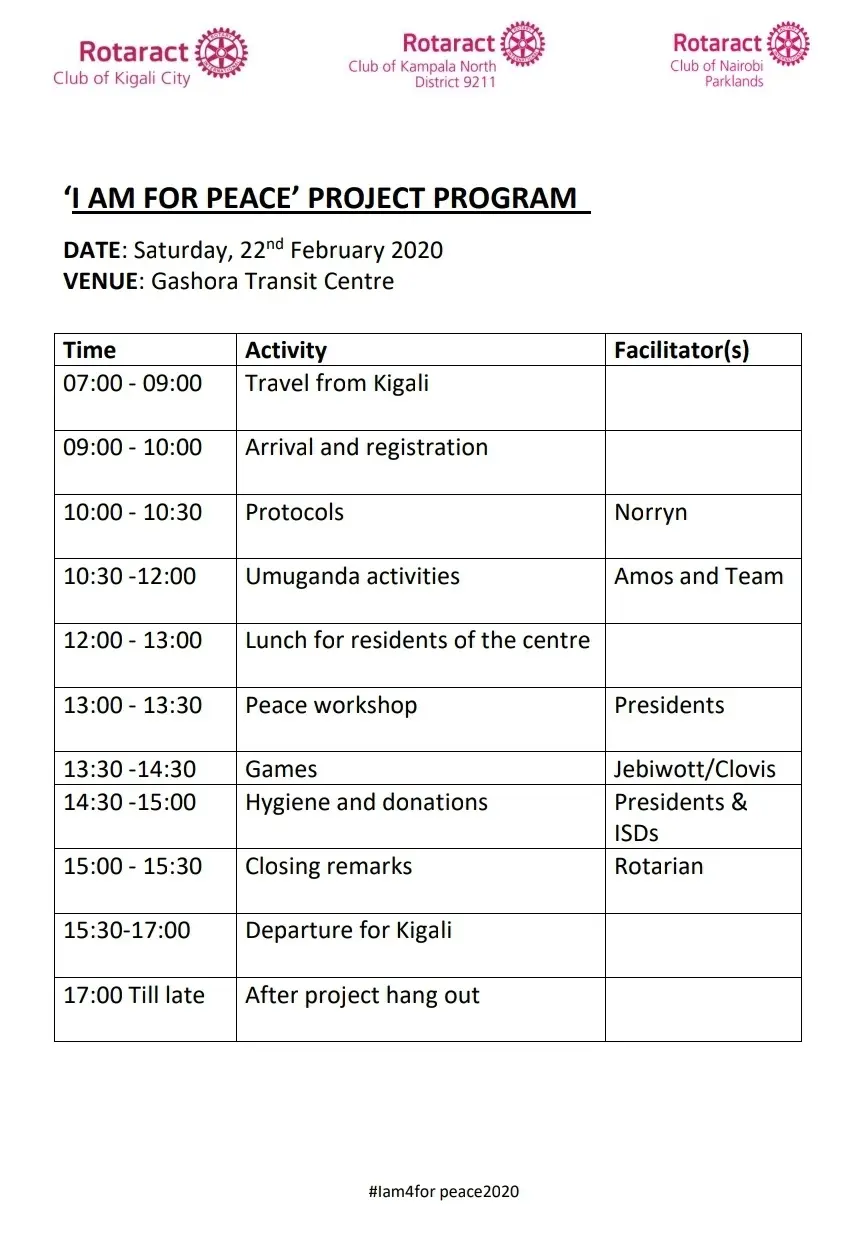 Rotaract
Club of Kigali City
Rotaract
Club of Kampala North
District 9211
Rotaract
Club of Nairobi
Parklands
‘I AM FOR PEACE’ PROJECT PROGRAM
DATE: Saturday, 22nd February 2020
VENUE: Gashora Transit Centre
Time Activity Facilitator(s)
07:00 - 09:00 Travel from Kigali
09:00 - 10:00 Arrival and registration
10:00 - 10:30 Protocols Norryn
10:30 -12:00 Umuganda activities Amos and Team
12:00 - 13:00 Lunch for residents of the centre
13:00 - 13:30 Peace workshop Presidents
13:30 -14:30 Games Jebiwott/Clovis
14:30 -15:00 Hygiene and donations Presidents &
ISDs
15:00 - 15:30 Closing remarks Rotarian
15:30-17:00 Departure for Kigali
17:00 Till late After project hang out
#Iam4for peace2020